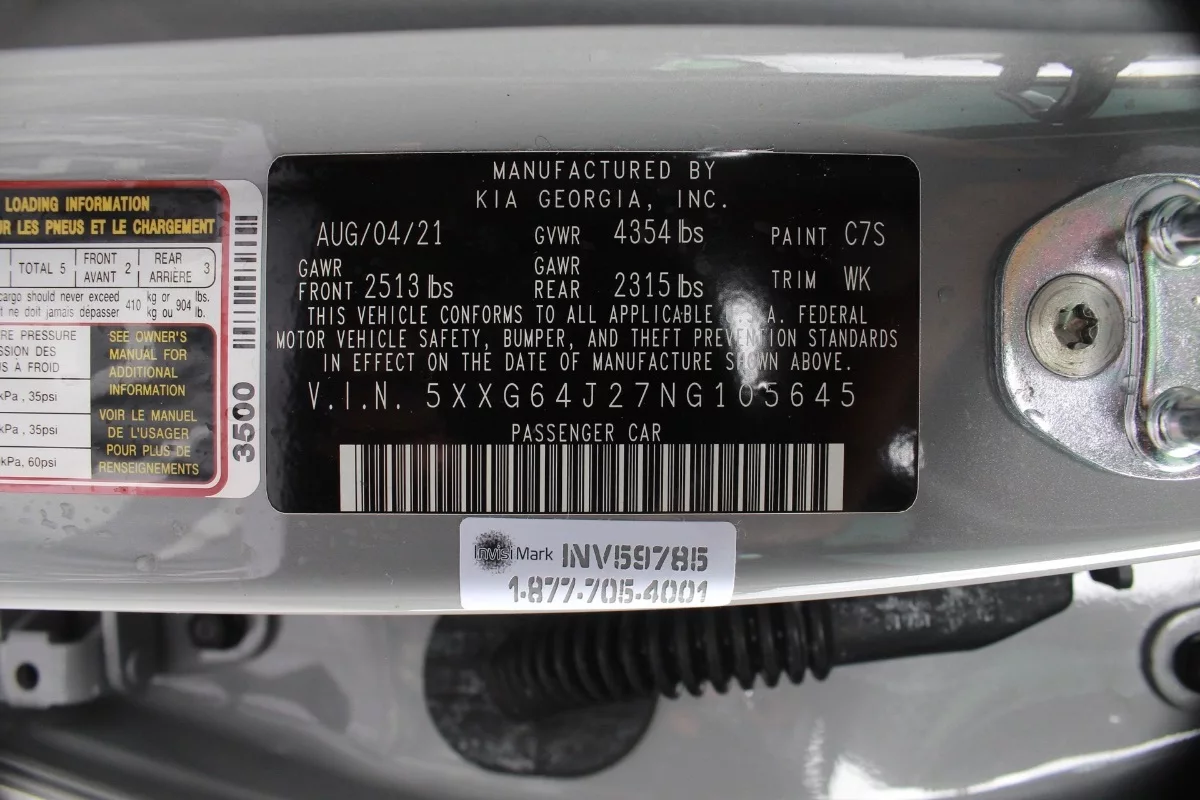 LOADING INFORMATION
R LES PNEUS ET LE CHARGEMENT
TOTAL 5
FRONT 2
AVANT
REAR 3
ARRIÈRE
cargo should never exceed 410 kg or 904 lbs.
t ne doit jamais dépasser kg ou lb.
PRESSURE
DES
À FROID
kPa, 35psi
kPa, 35psi
kPa, 60psi
SEE OWNER'S
MANUAL FOR
ADDITIONAL
INFORMATION
VOIR LE MANUEL
DE L'USAGER
POUR PLUS DE
RENSEIGNEMENTS
3500
MANUFACTURED BY
KIA GEORGIA, INC.
AUG/04/21 GVWR 4354 lbs PAINT C7S
GAWR FRONT 2513 lbs GAWR REAR 2315 lbs TRIM WK
THIS VEHICLE CONFORMS TO ALL APPLICABLE A. FEDERAL
MOTOR VEHICLE SAFETY, BUMPER, AND THEFT PREVENTION STANDARDS
IN EFFECT ON THE DATE OF MANUFACTURE SHOWN ABOVE.
V.I.N. 5XXG64J27NG105645
PASSENGER CAR
InvisiMark INV59785
1-877-705-4001